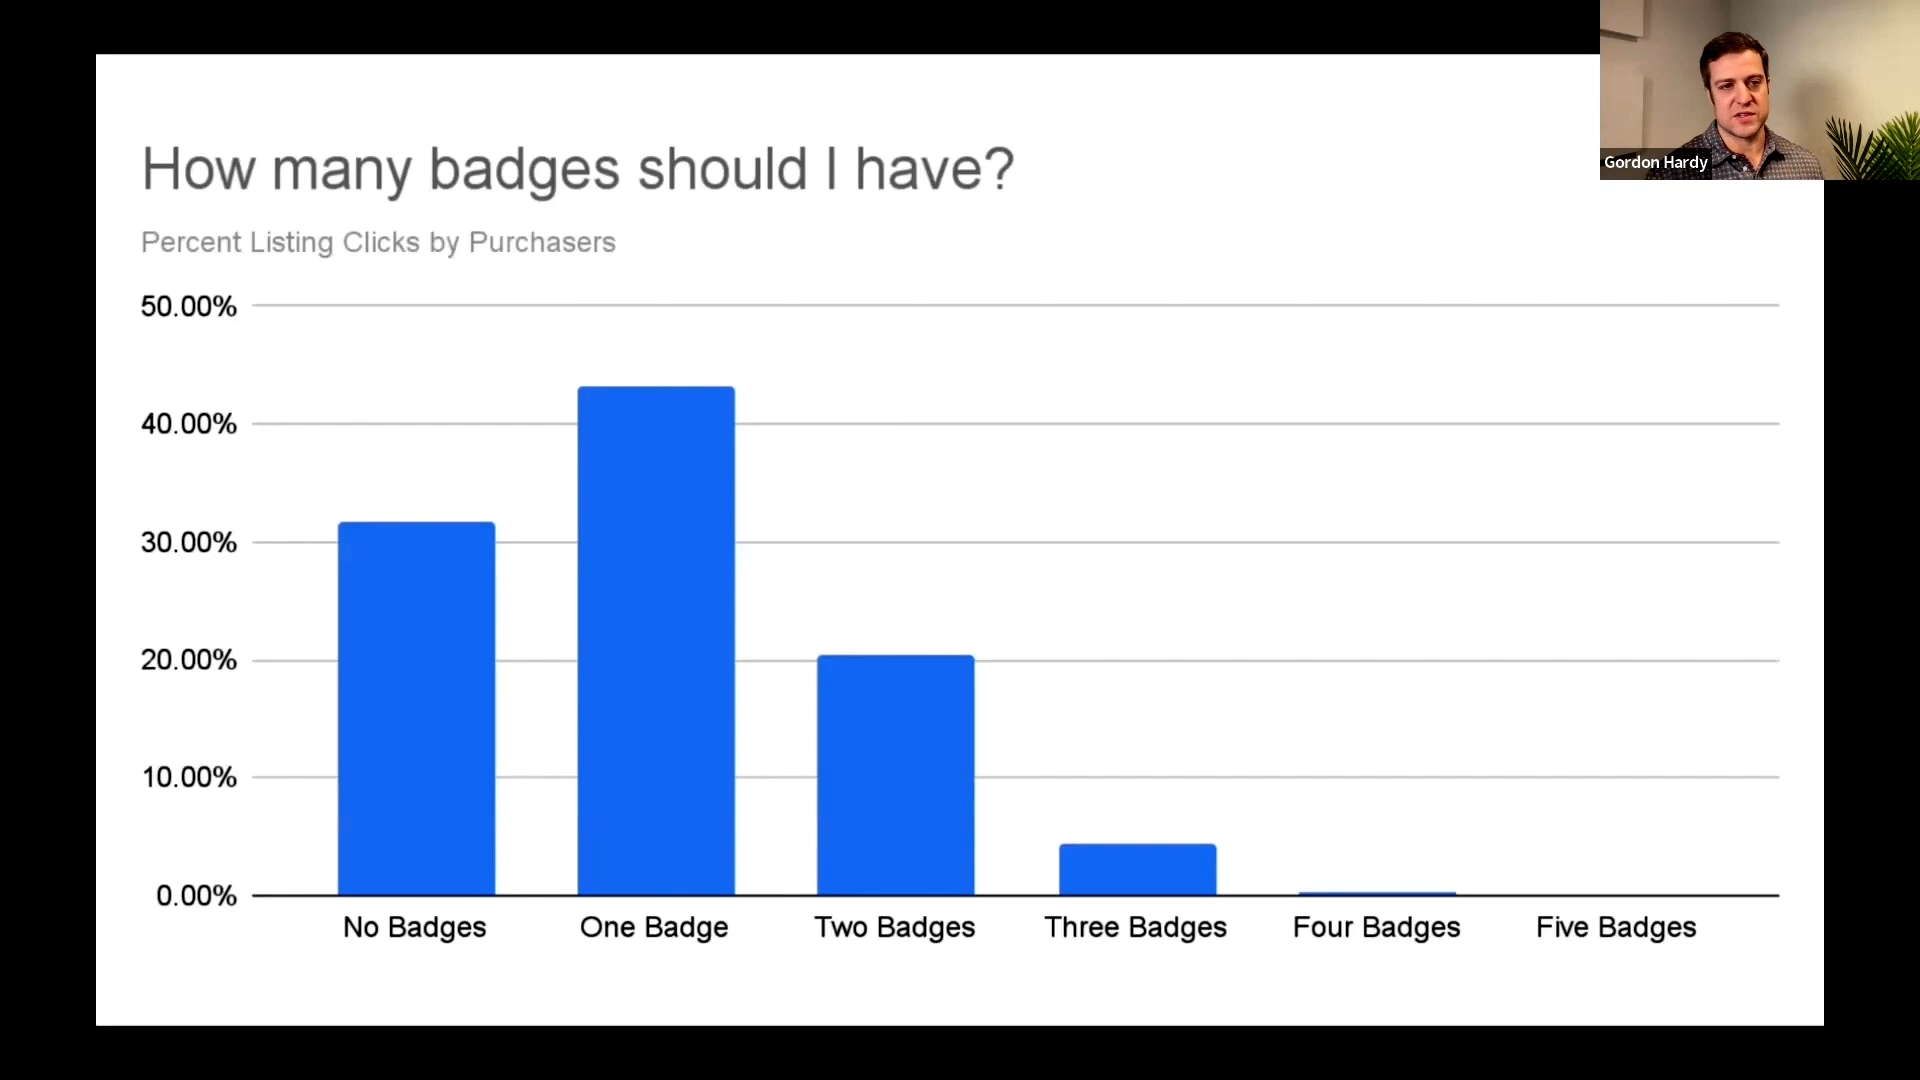 How many badges should I have?
Percent Listing Clicks by Purchasers
50.00%
40.00%
30.00%
20.00%
10.00%
0.00%
No Badges
One Badge
Two Badges
Three Badges
Four Badges
Five Badges
Gordon Hardy